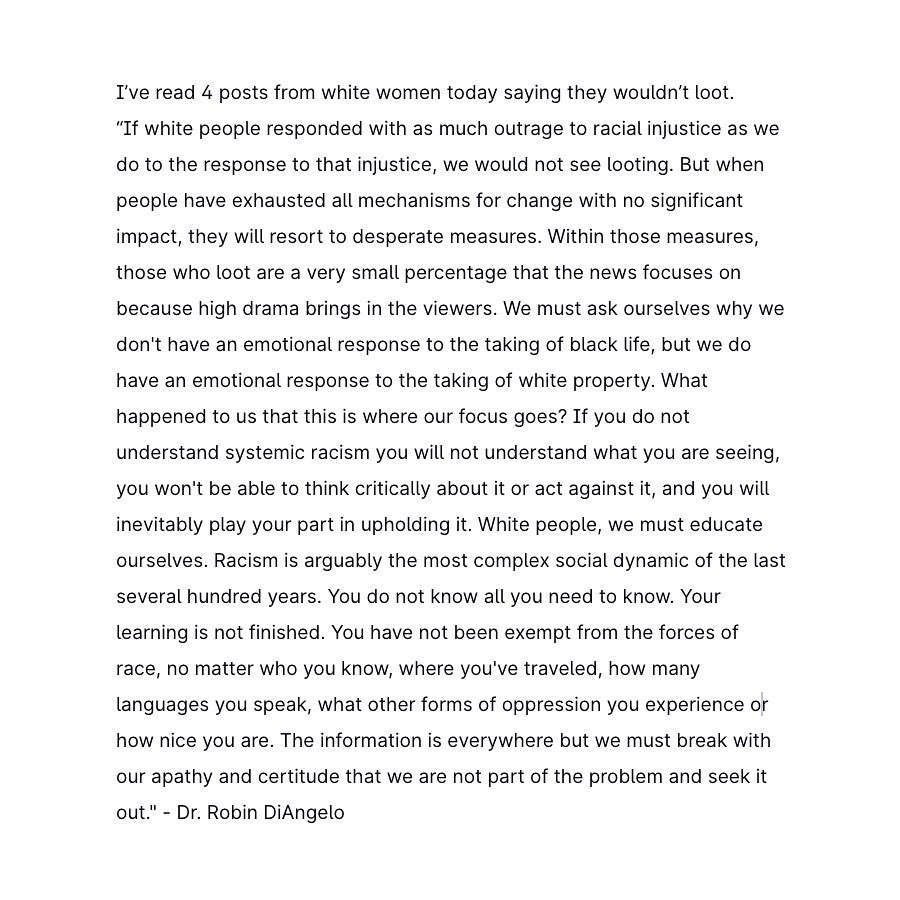 I’ve read 4 posts from white women today saying they wouldn’t loot.
“If white people responded with as much outrage to racial injustice as we
do to the response to that injustice, we would not see looting. But when
people have exhausted all mechanisms for change with no significant
impact, they will resort to desperate measures. Within those measures,
those who loot are a very small percentage that the news focuses on
because high drama brings in the viewers. We must ask ourselves why we
don't have an emotional response to the taking of black life, but we do
have an emotional response to the taking of white property. What
happened to us that this is where our focus goes? If you do not
understand systemic racism you will not understand what you are seeing,
you won't be able to think critically about it or act against it, and you will
inevitably play your part in upholding it. White people, we must educate
ourselves. Racism is arguably the most complex social dynamic of the last
several hundred years. You do not know all you need to know. Your
learning is not finished. You have not been exempt from the forces of
race, no matter who you know, where you've traveled, how many
languages you speak, what other forms of oppression you experience or
how nice you are. The information is everywhere but we must break with
our apathy and certitude that we are not part of the problem and seek it
out." - Dr. Robin DiAngelo